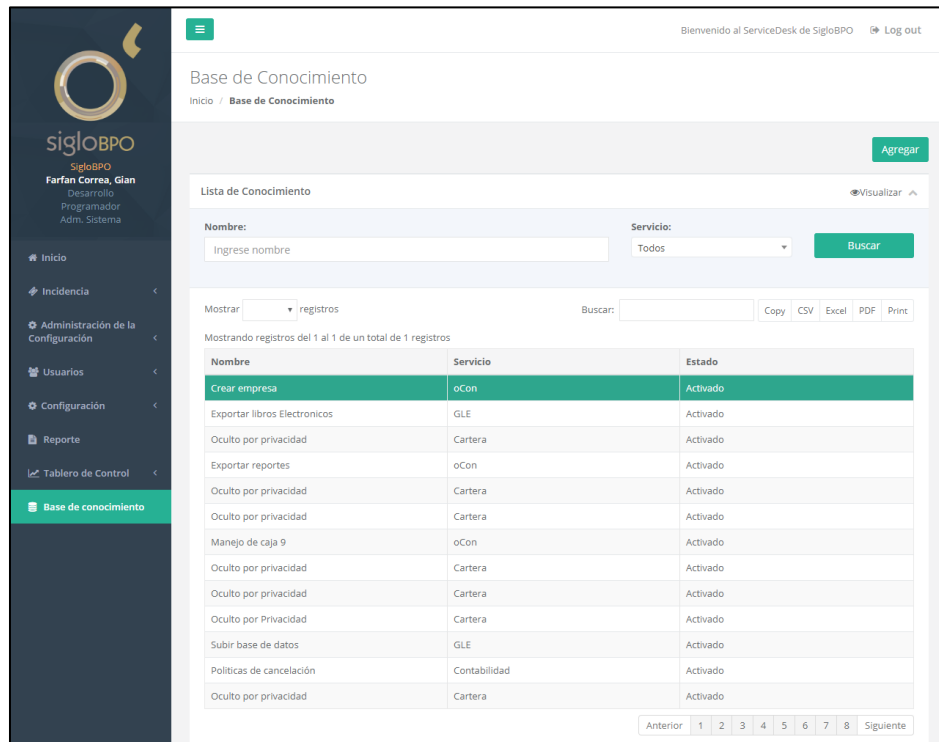 Bienvenido al ServiceDesk de SigloBPO Log out
sigloBPO
SigloBPO
Farfan Correa, Gian
Desarrollo
Programador
Adm. Sistema
Inicio
Incidencia
Administración de la
Configuración
Usuarios
Configuración
Reporte
Tablero de Control
Base de conocimiento
Base de Conocimiento
Inicio / Base de Conocimiento
Agregar
Lista de Conocimiento Visualizar
Nombre: Servicio:
Ingrese nombre Todos Buscar
Mostrar registros Buscar: Copy CSV Excel PDF Print
Mostrando registros del 1 al 1 de un total de 1 registros
Nombre Servicio Estado
Crear empresa oCon Activado
Exportar libros Electronicos GLE Activado
Oculto por privacidad Cartera Activado
Exportar reportes oCon Activado
Oculto por privacidad Cartera Activado
Oculto por privacidad Cartera Activado
Manejo de caja 9 oCon Activado
Oculto por privacidad Cartera Activado
Oculto por privacidad Cartera Activado
Oculto por Privacidad Cartera Activado
Subir base de datos GLE Activado
Politicas de cancelación Contabilidad Activado
Oculto por privacidad Cartera Activado
Anterior 1 2 3 4 5 6 7 8 Siguiente